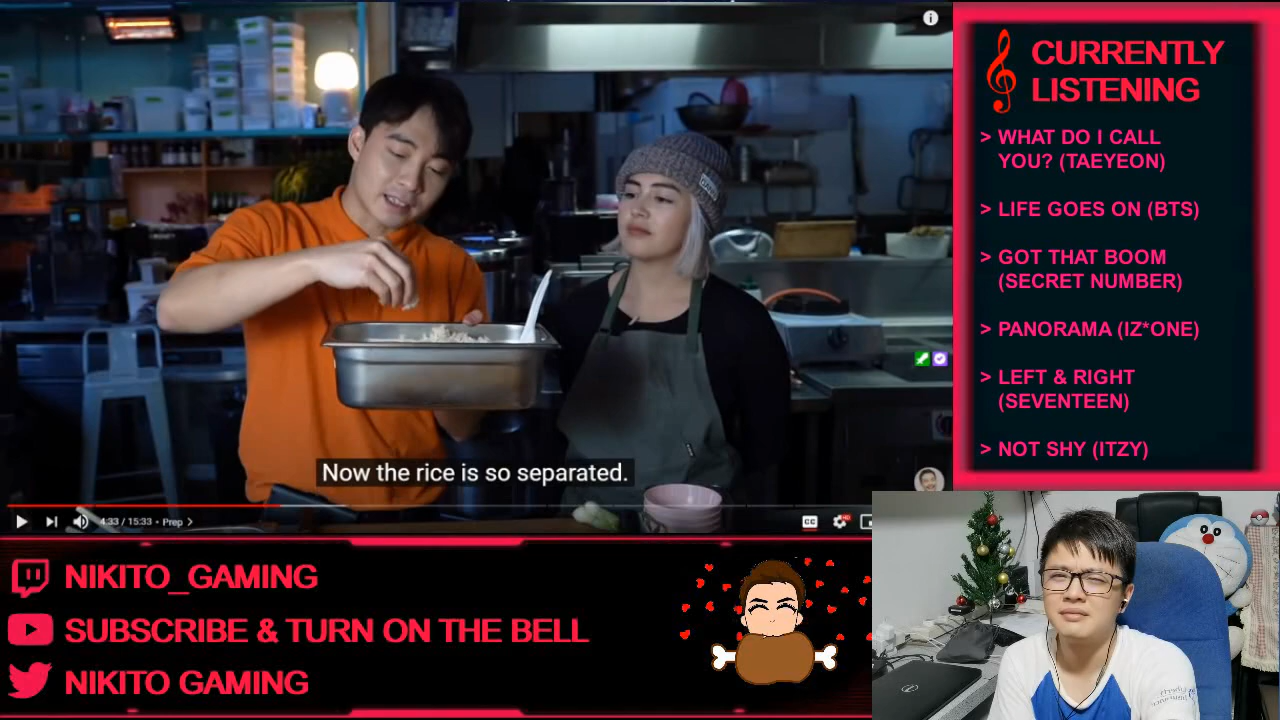 Now the rice is so separated.
4:33 / 15:33 • Prep >
CC
HD
CURRENTLY
LISTENING
> WHAT DO I CALL
YOU? (TAEYEON)
> LIFE GOES ON (BTS)
> GOT THAT BOOM
(SECRET NUMBER)
> PANORAMA (IZ*ONE)
> LEFT & RIGHT
(SEVENTEEN)
> NOT SHY (ITZY)
NIKITO_GAMING
SUBSCRIBE & TURN ON THE BELL
NIKITO GAMING